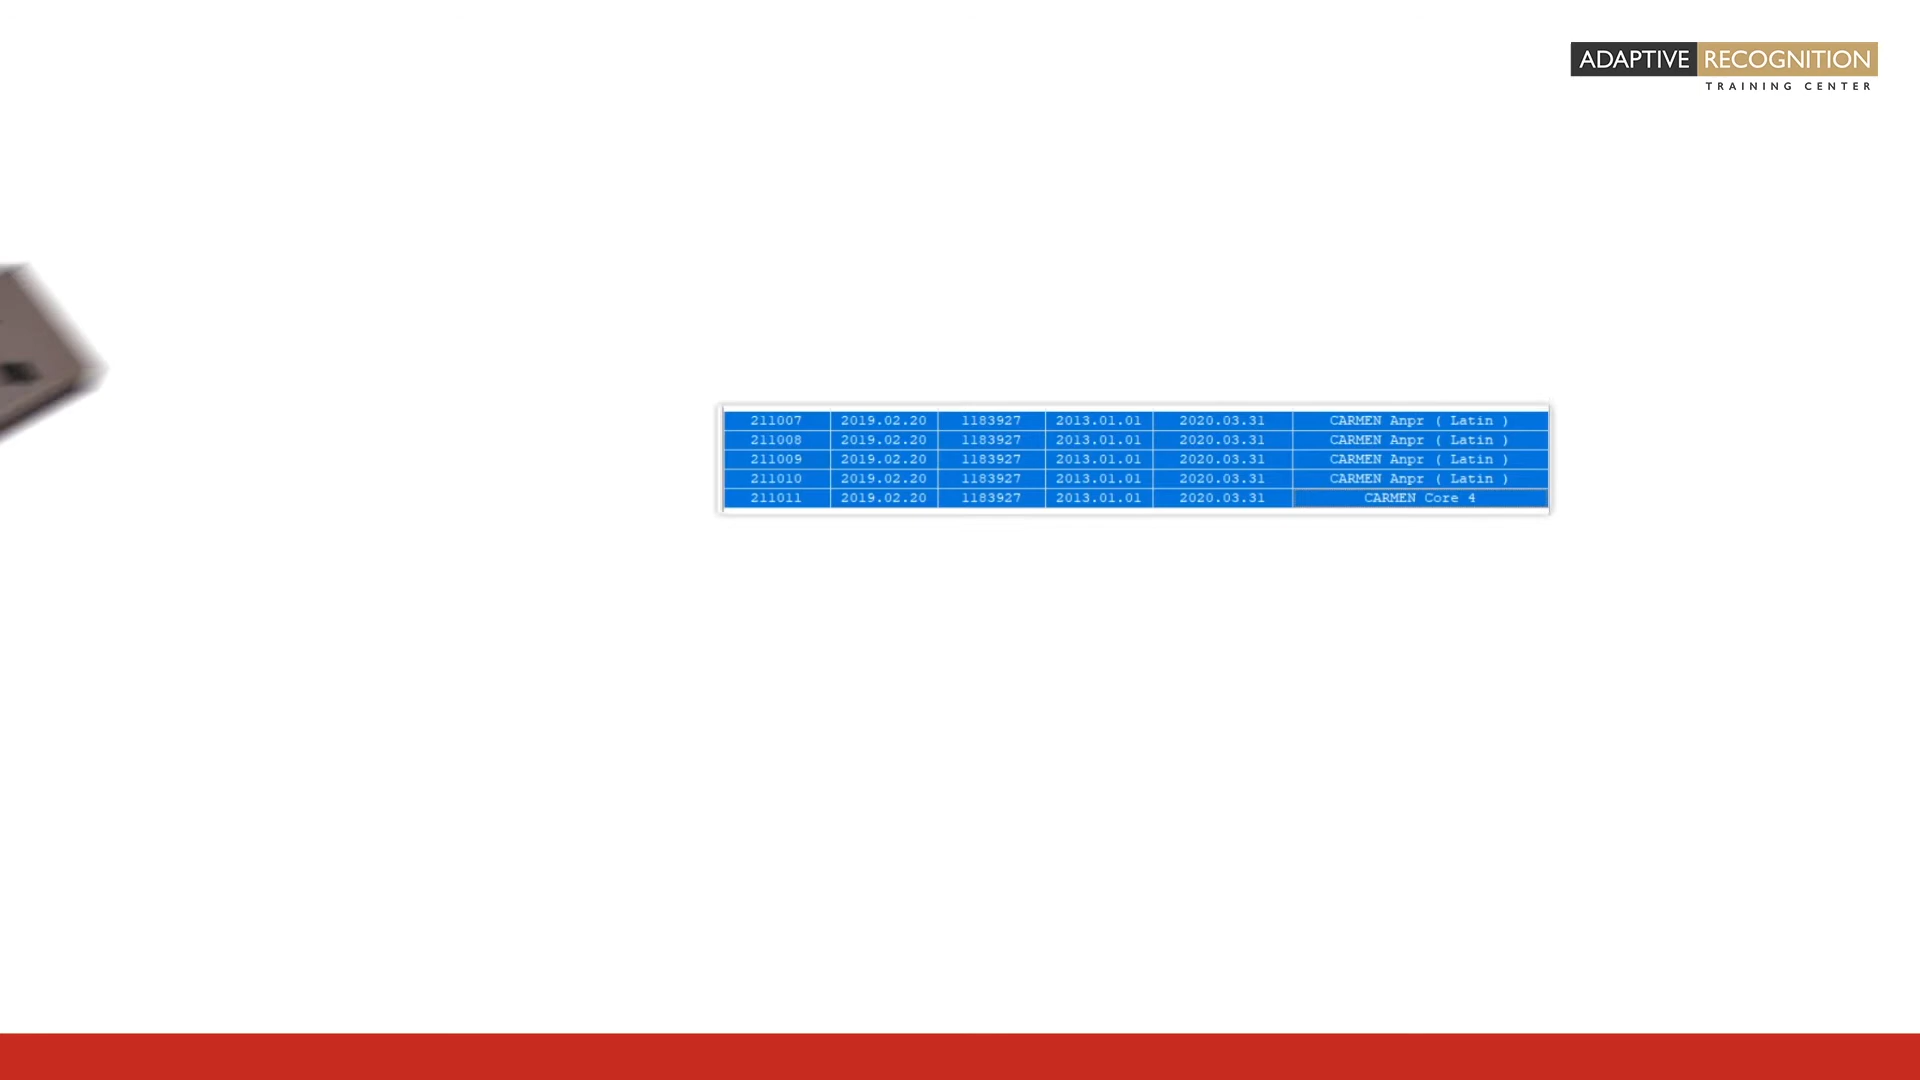 ADAPTIVE RECOGNITION
TRAINING CENTER
211007 2019.02.20 1183927 2013.01.01 2020.03.31 CARMEN Anpr ( Latin )
211008 2019.02.20 1183927 2013.01.01 2020.03.31 CARMEN Anpr ( Latin )
211009 2019.02.20 1183927 2013.01.01 2020.03.31 CARMEN Anpr ( Latin )
211010 2019.02.20 1183927 2013.01.01 2020.03.31 CARMEN Anpr ( Latin )
211011 2019.02.20 1183927 2013.01.01 2020.03.31 CARMEN Core 4